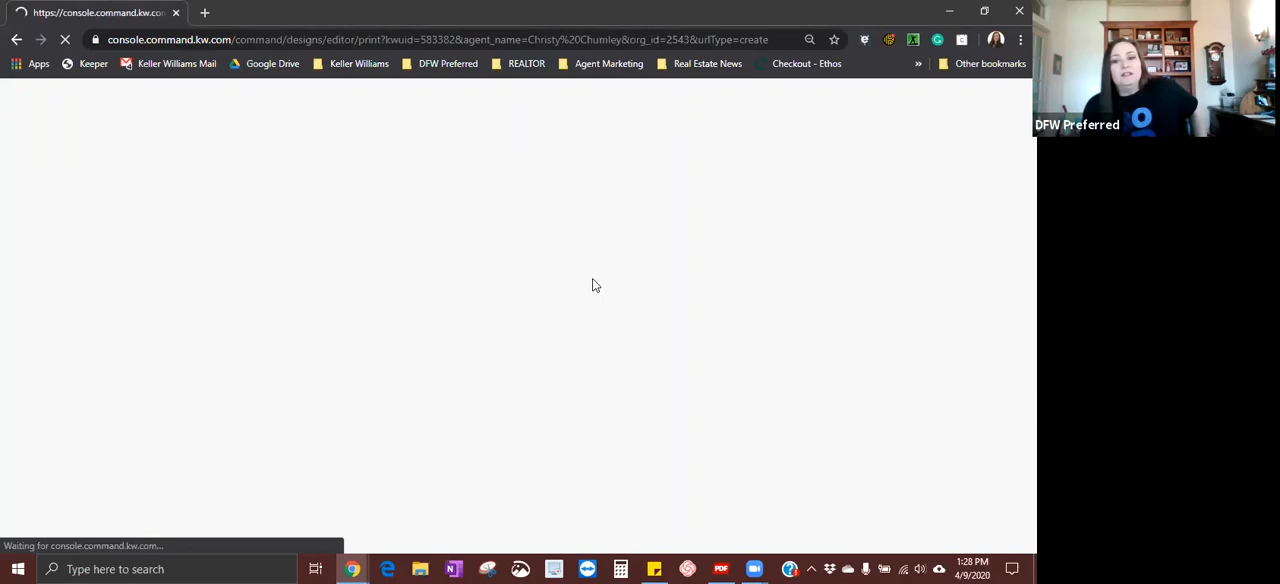 https://console.command.kw.co
console.command.kw.com/command/designs/editor/print?kwuid=583382&agent_name=Christy%20Chumley&org_id=2543&urlType=create
Apps Keeper Keller Williams Mail Google Drive Keller Williams DFW Preferred REALTOR Agent Marketing Real Estate News Checkout - Ethos » Other bookmarks
DFW Preferred
Waiting for console.command.kw.com...
Type here to search
PDF
1:28 PM
4/9/2020